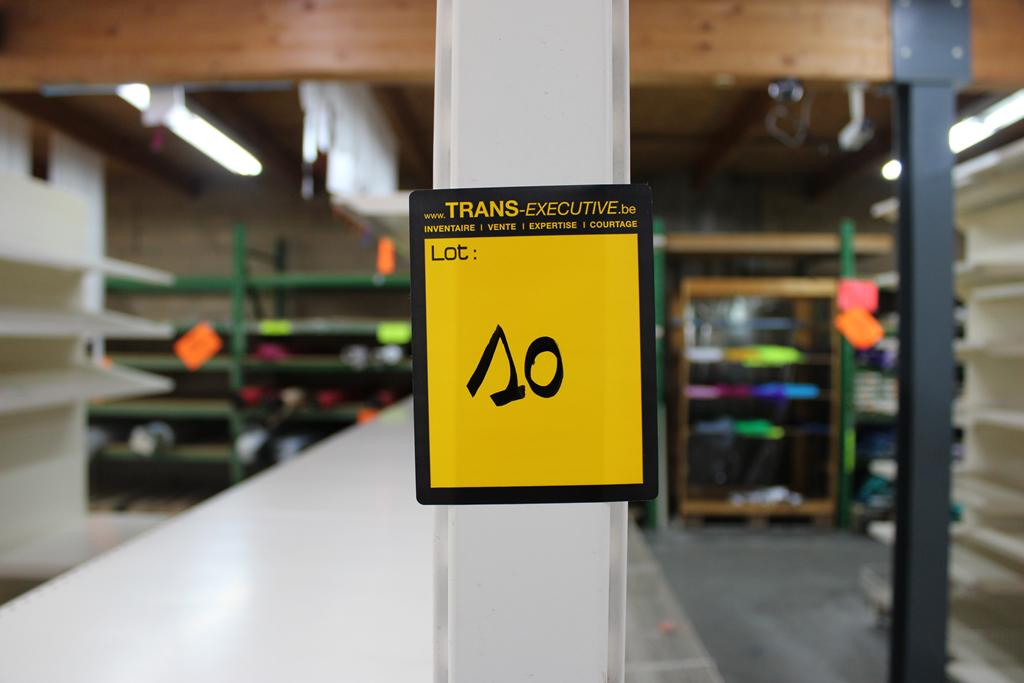 www.TRANS-EXECUTIVE.be
INVENTAIRE | VENTE | EXPERTISE | COURTAGE
Lot :
10